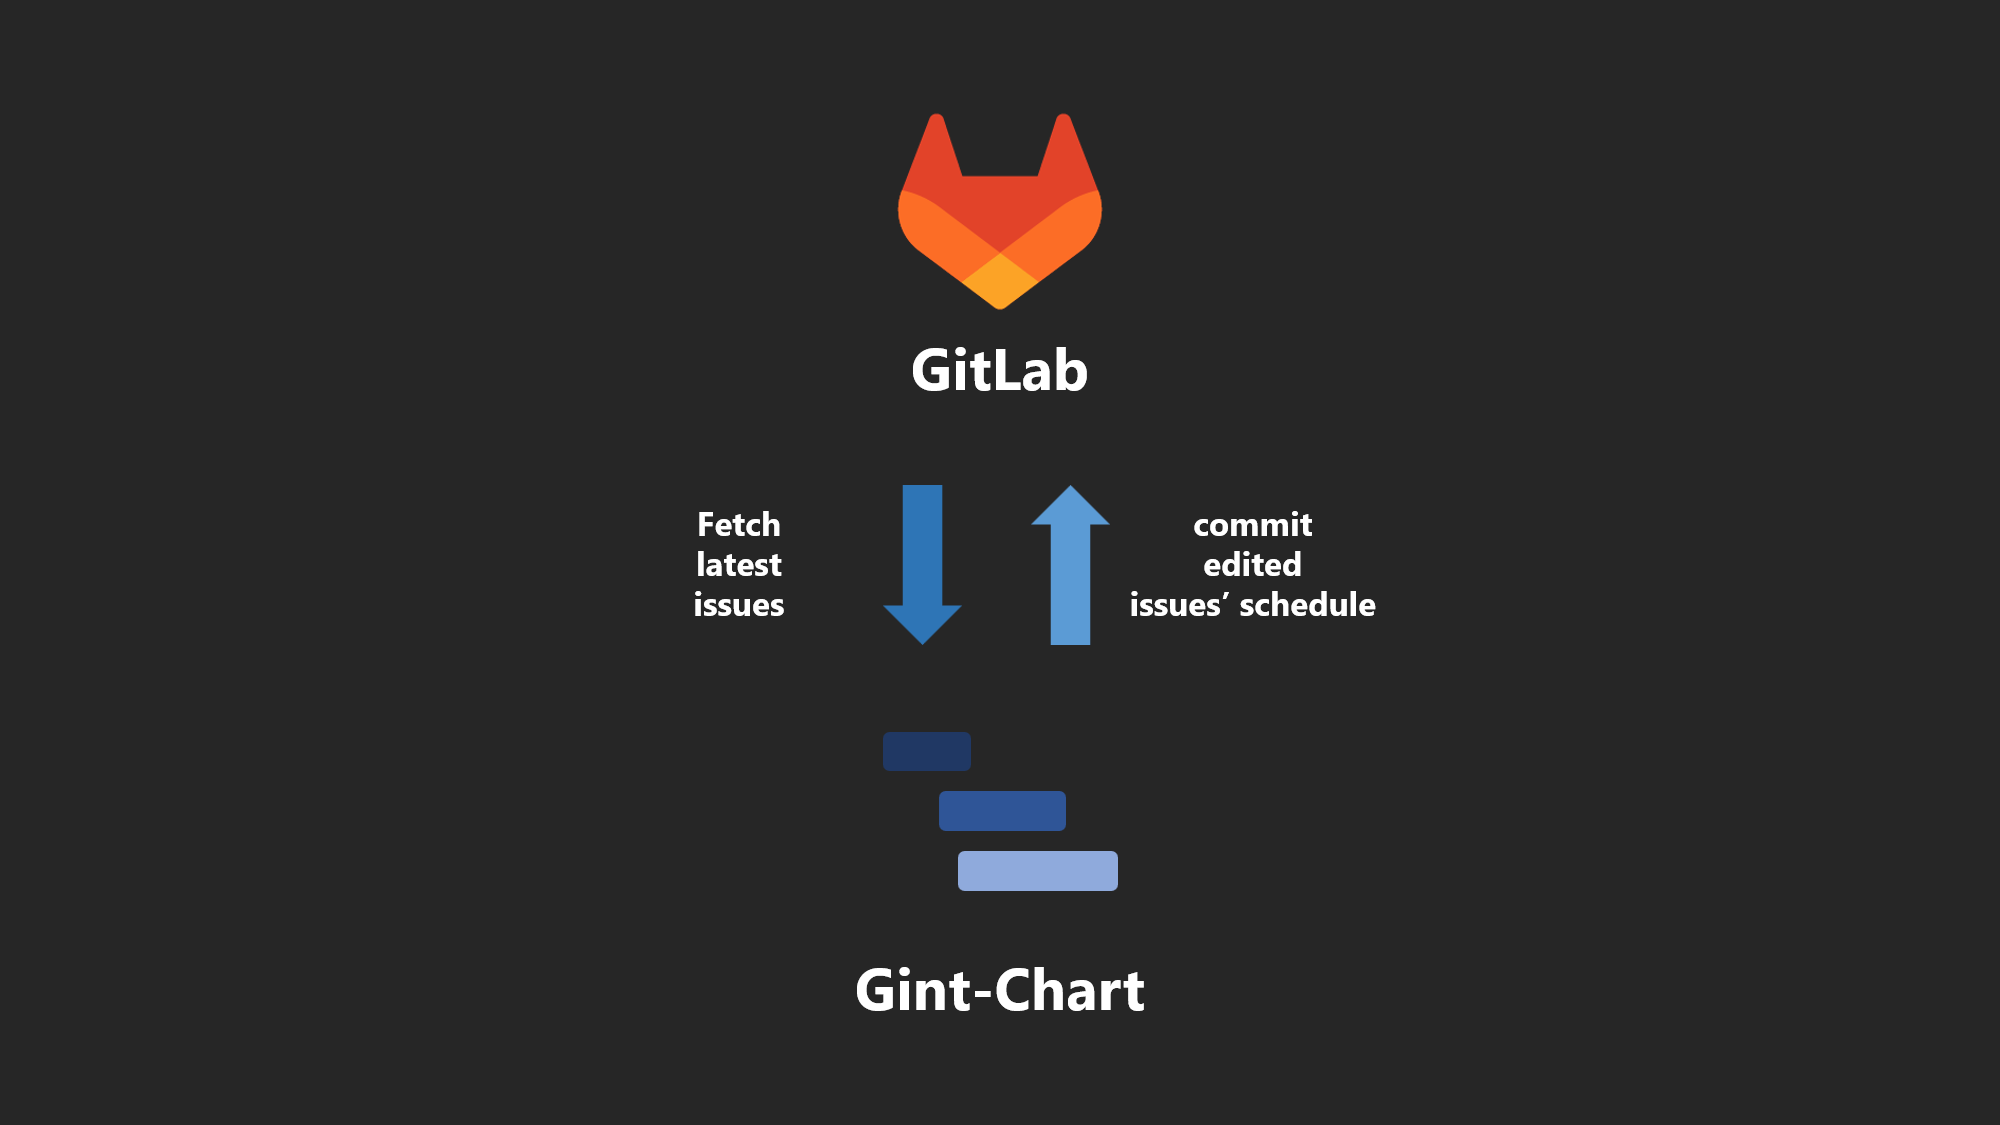 GitLab
Fetch
latest
issues
commit
edited
issues’ schedule
Gint-Chart